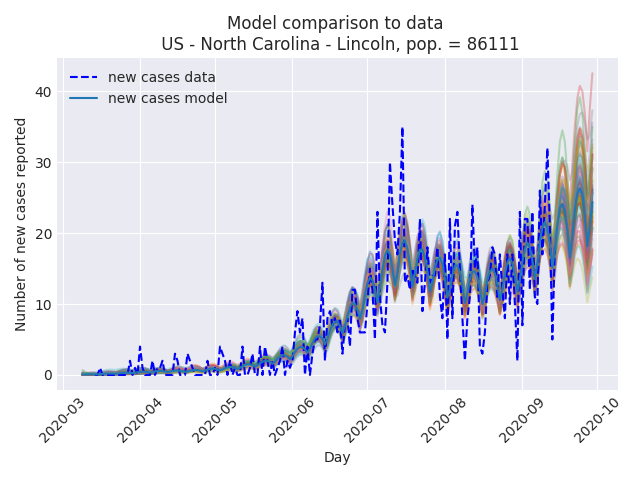 Model comparison to data
US - North Carolina - Lincoln, pop. = 86111
new cases data
new cases model
Number of new cases reported
40
30
20
10
0
2020-03
2020-04
2020-05
2020-06
2020-07
2020-08
2020-09
2020-10
Day